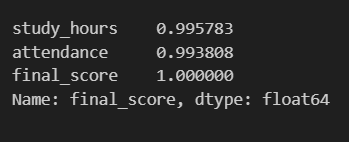 study_hours    0.995783
attendance     0.993808
final_score    1.000000
Name: final_score, dtype: float64